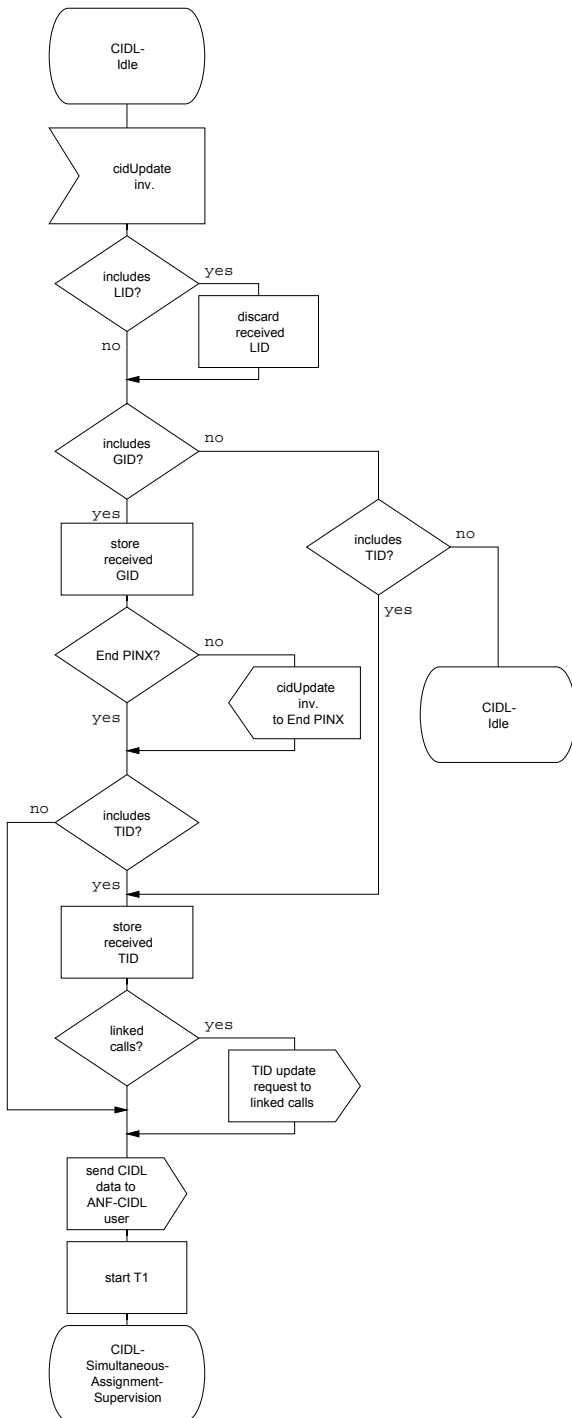 CIDL-
Idle
cidUpdate
inv.
includes
LID?
yes
no
discard
received
LID
includes
GID?
no
yes
store
received
GID
includes
TID?
no
yes
End PINX?
no
yes
cidUpdate
inv.
to End PINX
CIDL-
Idle
includes
TID?
no
yes
store
received
TID
linked
calls?
yes
TID update
request to
linked calls
send CIDL
data to
ANF-CIDL
user
start T1
CIDL-
Simultaneous-
Assignment-
Supervision